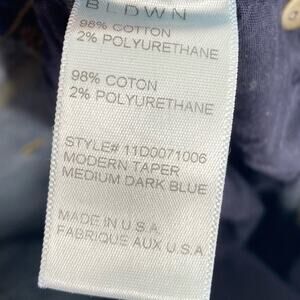 BLDWN
98% COTTON
2% POLYURETHANE
98% COTON
2% POLYURETHANE
STYLE# 11D0071006
MODERN TAPER
MEDIUM DARK BLUE
MADE IN U.S.A
FABRIQUE AUX U.S.A